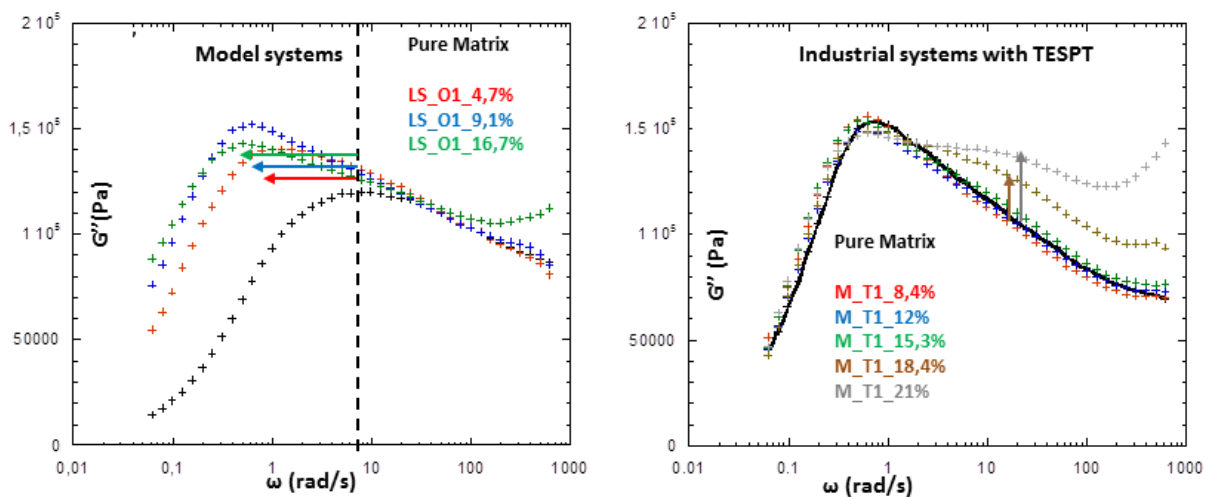 2 10⁵
1,5 10⁵
1 10⁵
50000
0
G''(Pa)
Model systems
Pure Matrix
LS_O1_4,7%
LS_O1_9,1%
LS_O1_16,7%
0,01 0,1 1 10 100 1000
ω (rad/s)
2 10⁵
1.5 10⁵
1 10⁵
50000
0
G'' (Pa)
Industrial systems with TESPT
Pure Matrix
M_T1_8,4%
M_T1_12%
M_T1_15,3%
M_T1_18,4%
M_T1_21%
0.01 0.1 1 10 100 1000
ω (rad/s)